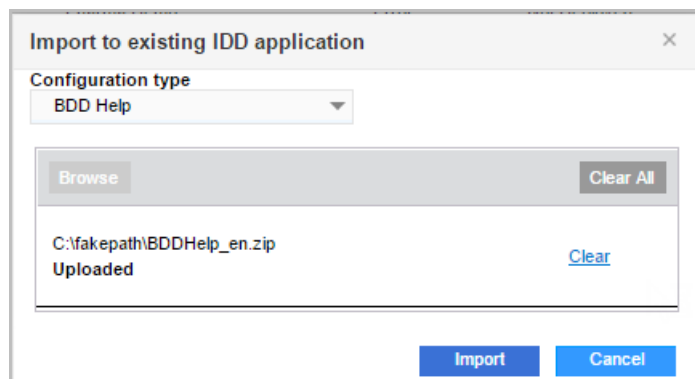 Import to existing IDD application
Configuration type
BDD Help
Browse
Clear All
C:\fakepath\BDDHelp_en.zip
Clear
Uploaded
Import
Cancel